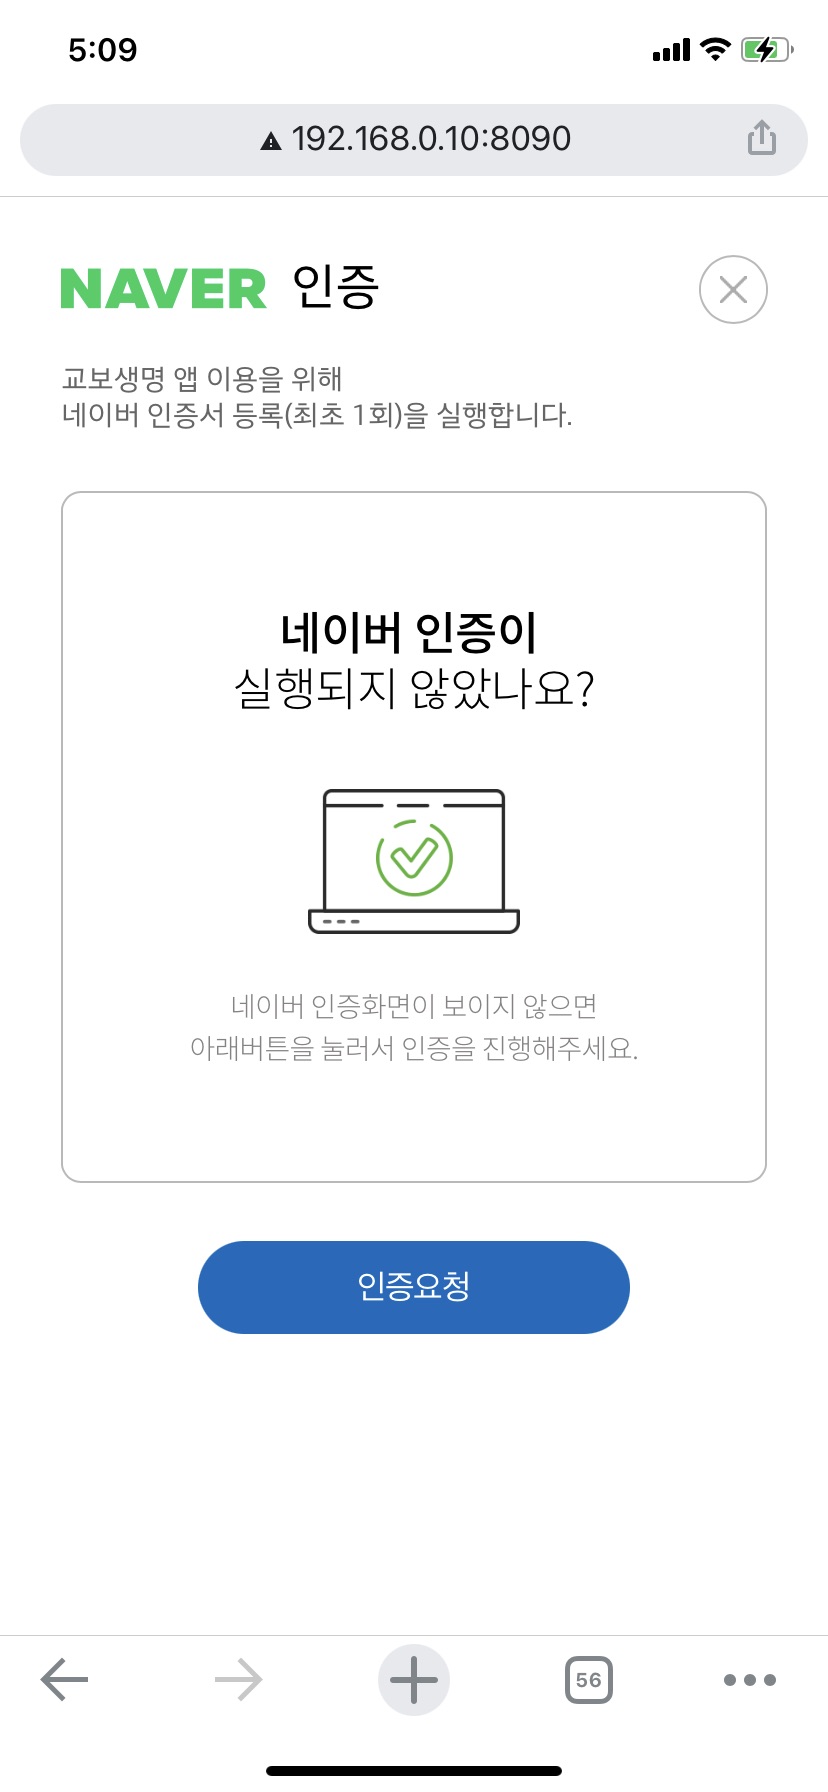 5:09
192.168.0.10:8090
NAVER 인증
교보생명 앱 이용을 위해
네이버 인증서 등록(최초 1회)을 실행합니다.
네이버 인증이
실행되지 않았나요?
네이버 인증화면이 보이지 않으면
아래버튼을 눌러서 인증을 진행해주세요.
인증요청
56